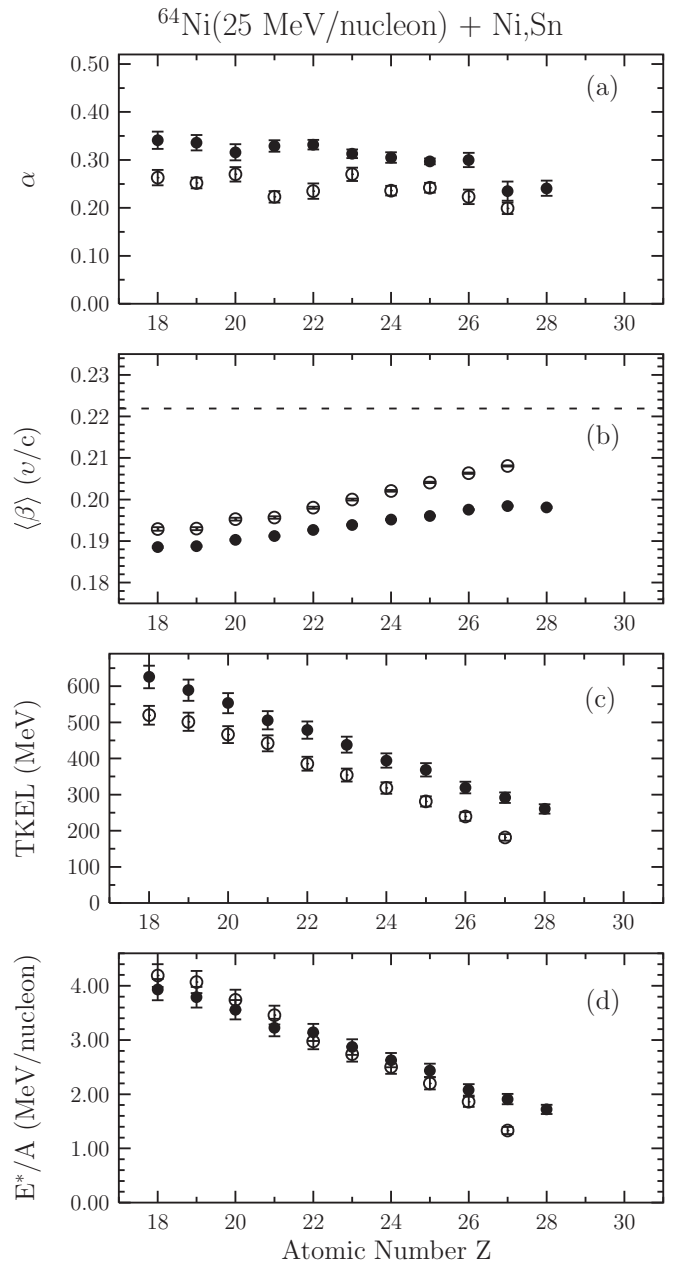 ⁶⁴Ni(25 MeV/nucleon) + Ni,Sn
(a)
α
0.50
0.40
0.30
0.20
0.10
0.00
18 20 22 24 26 28 30
(b)
⟨β⟩ (υ/c)
0.23
0.22
0.21
0.20
0.19
0.18
18 20 22 24 26 28 30
(c)
TKEL (MeV)
600
500
400
300
200
100
0
18 20 22 24 26 28 30
(d)
E*/A (MeV/nucleon)
4.00
3.00
2.00
1.00
0.00
18 20 22 24 26 28 30
Atomic Number Z